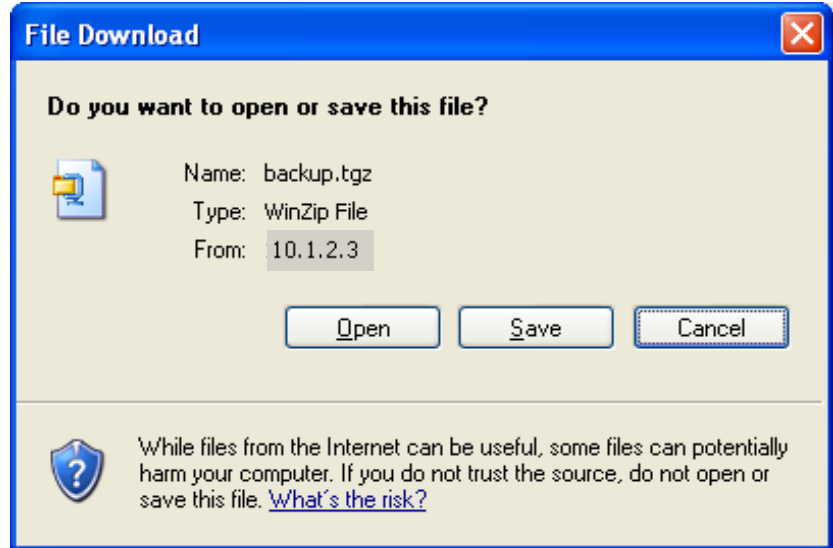 File Download
Do you want to open or save this file?
Name: backup.tgz
Type: WinZip File
From: 10.1.2.3
Open Save Cancel
While files from the Internet can be useful, some files can potentially
harm your computer. If you do not trust the source, do not open or
save this file. What's the risk?